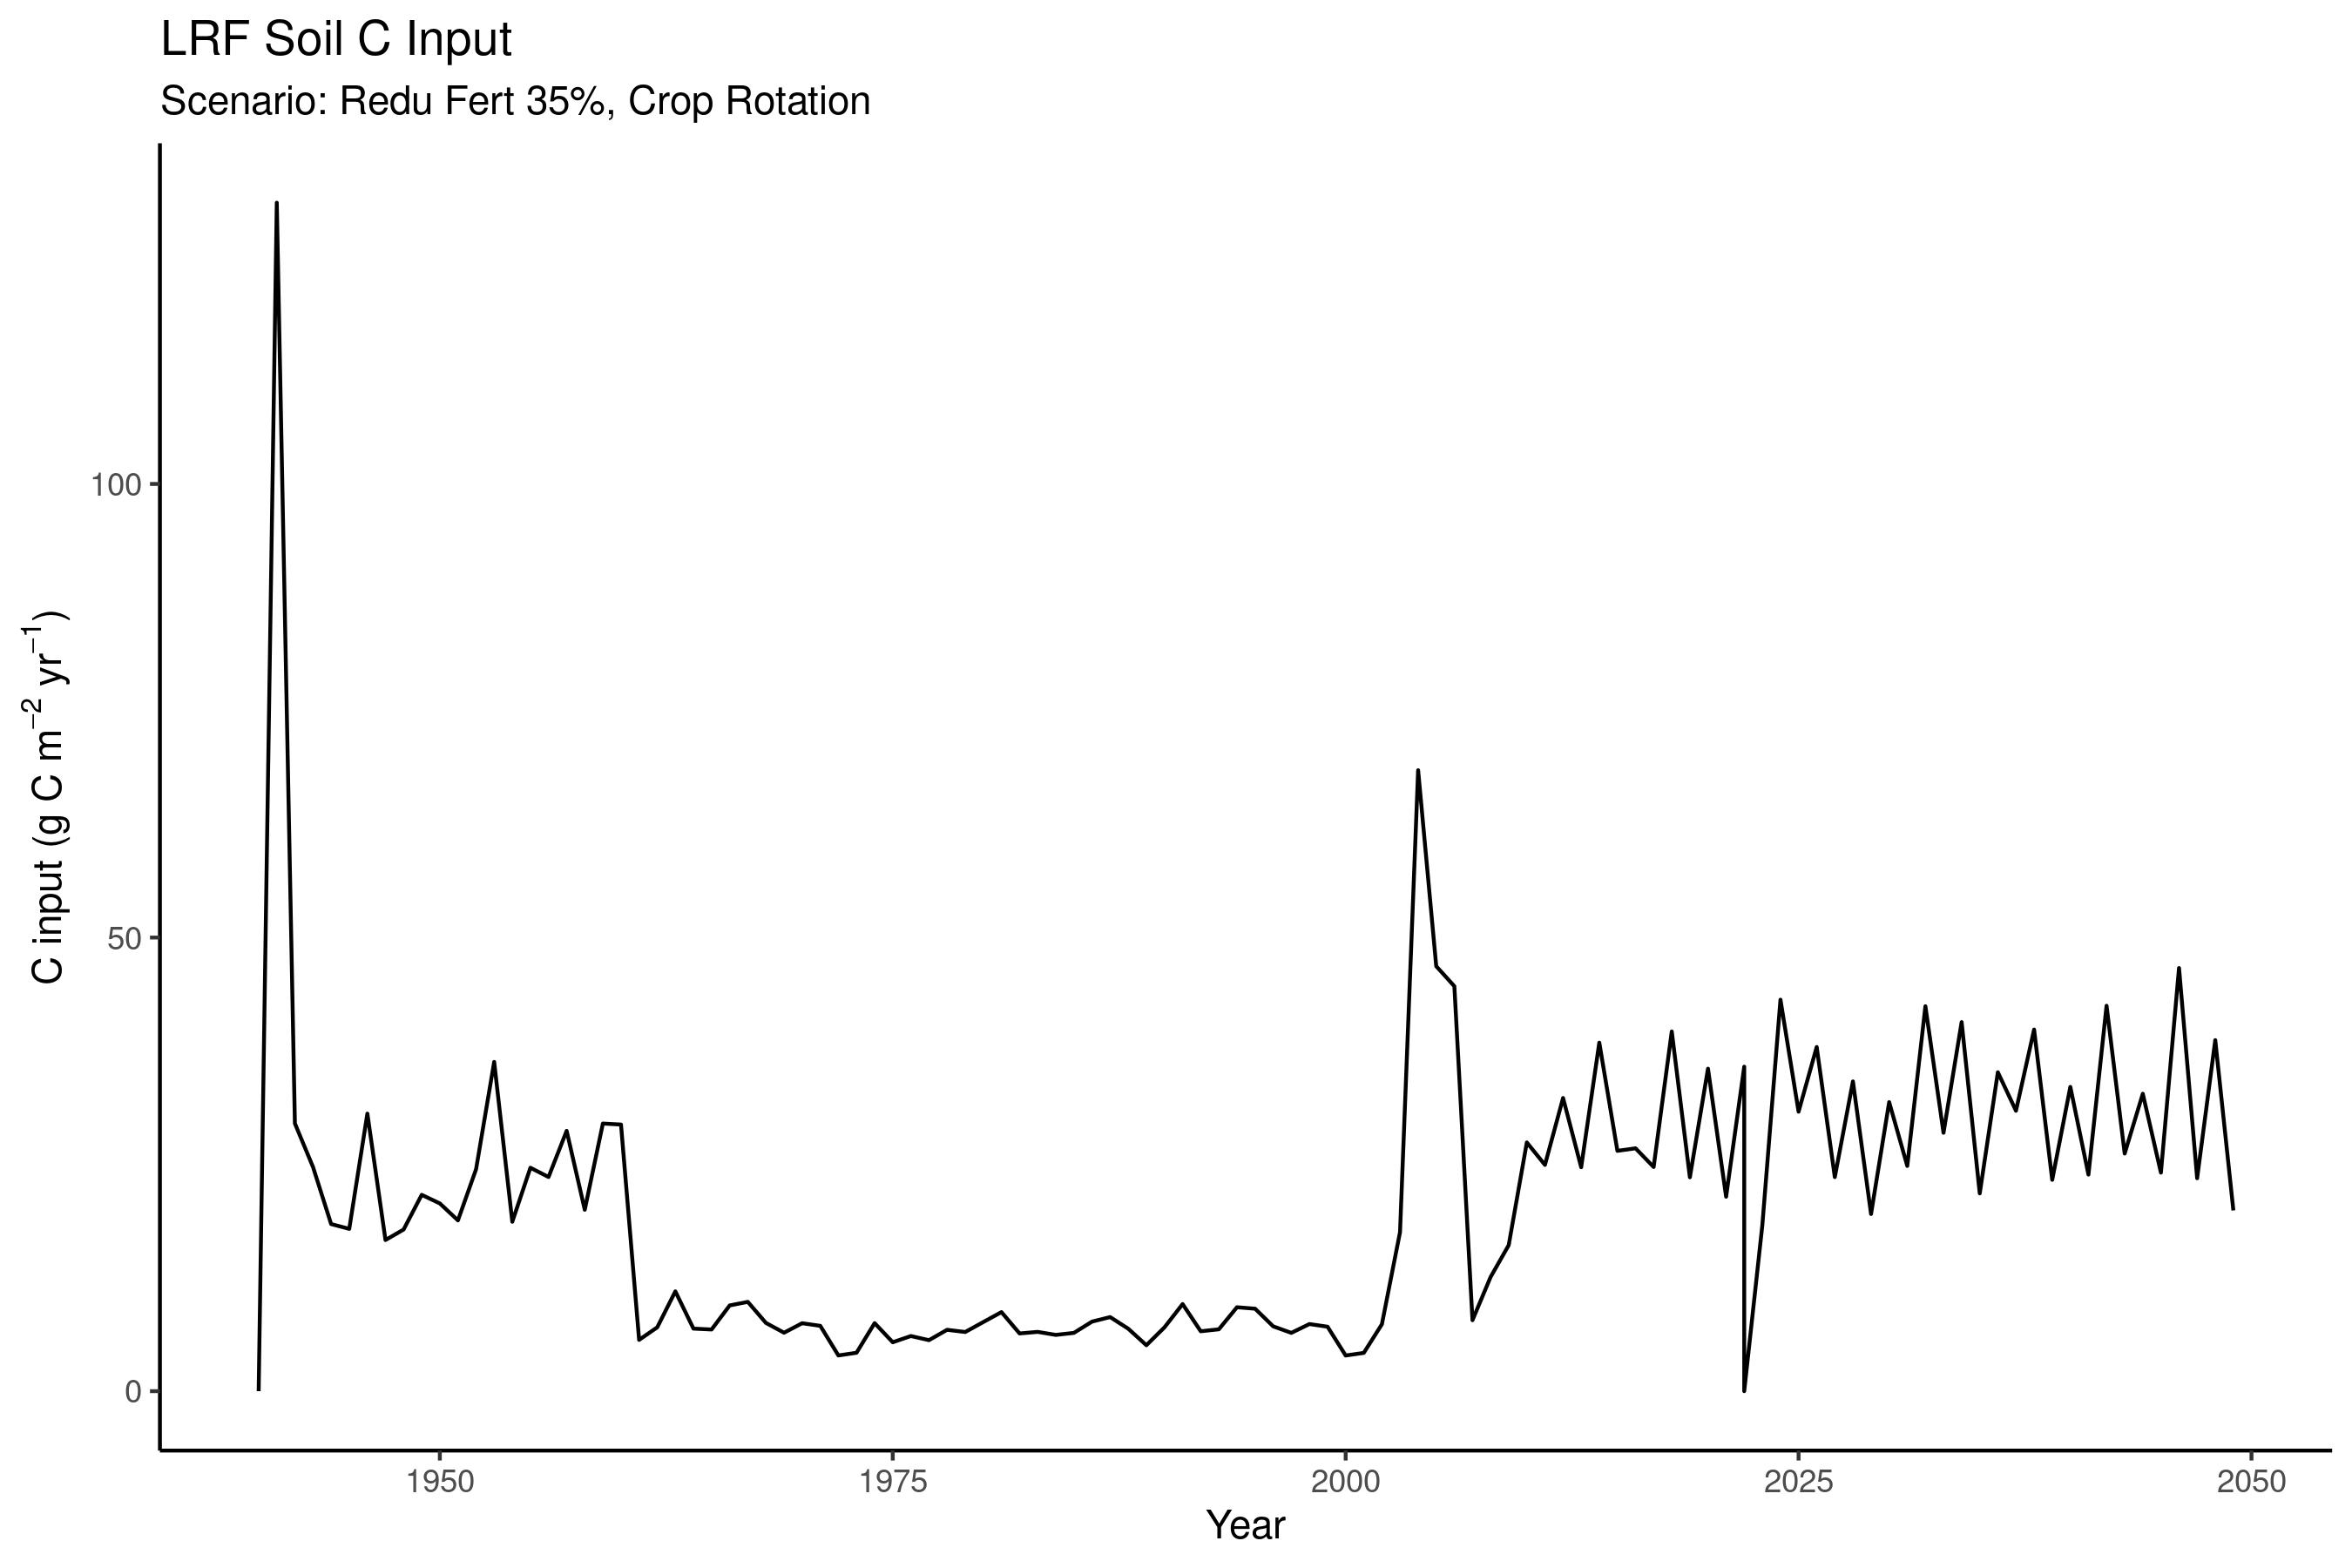 LRF Soil C Input
Scenario: Redu Fert 35%, Crop Rotation
C input (g C m⁻² yr⁻¹)
100
50
0
1950 1975 2000 2025 2050
Year